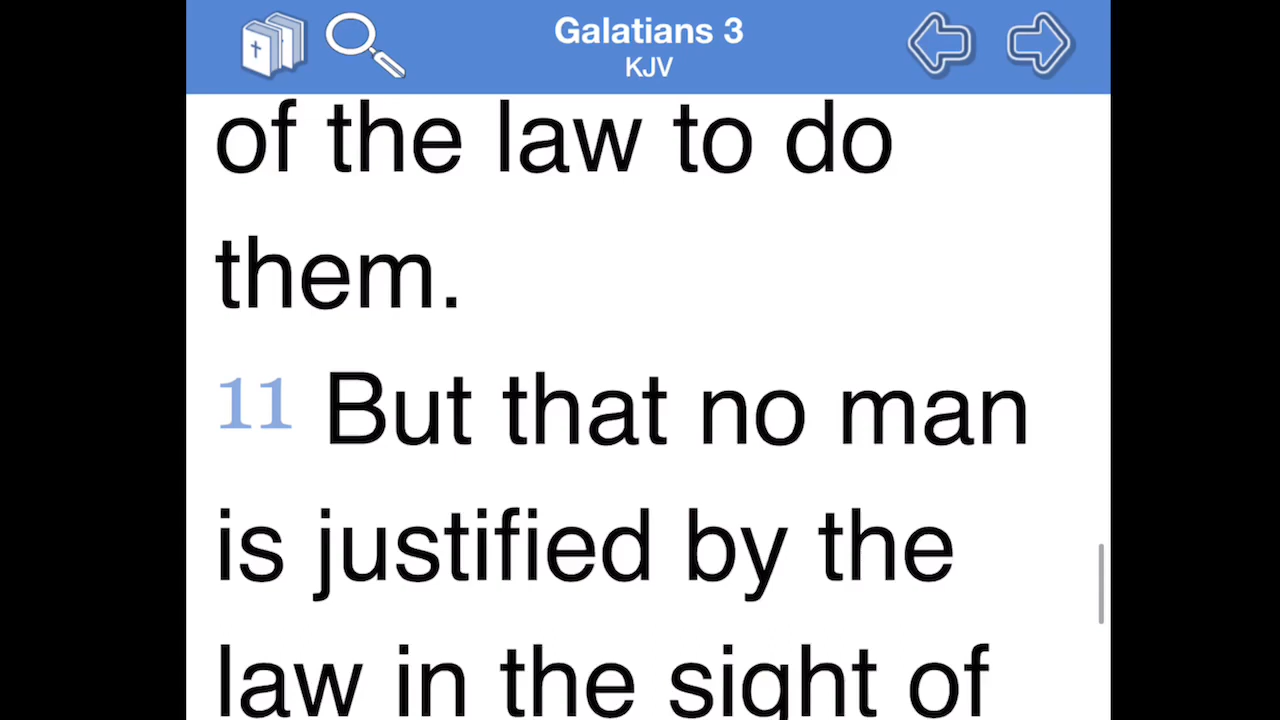 Galatians 3
KJV
of the law to do
them.
11 But that no man
is justified by the
law in the sight of